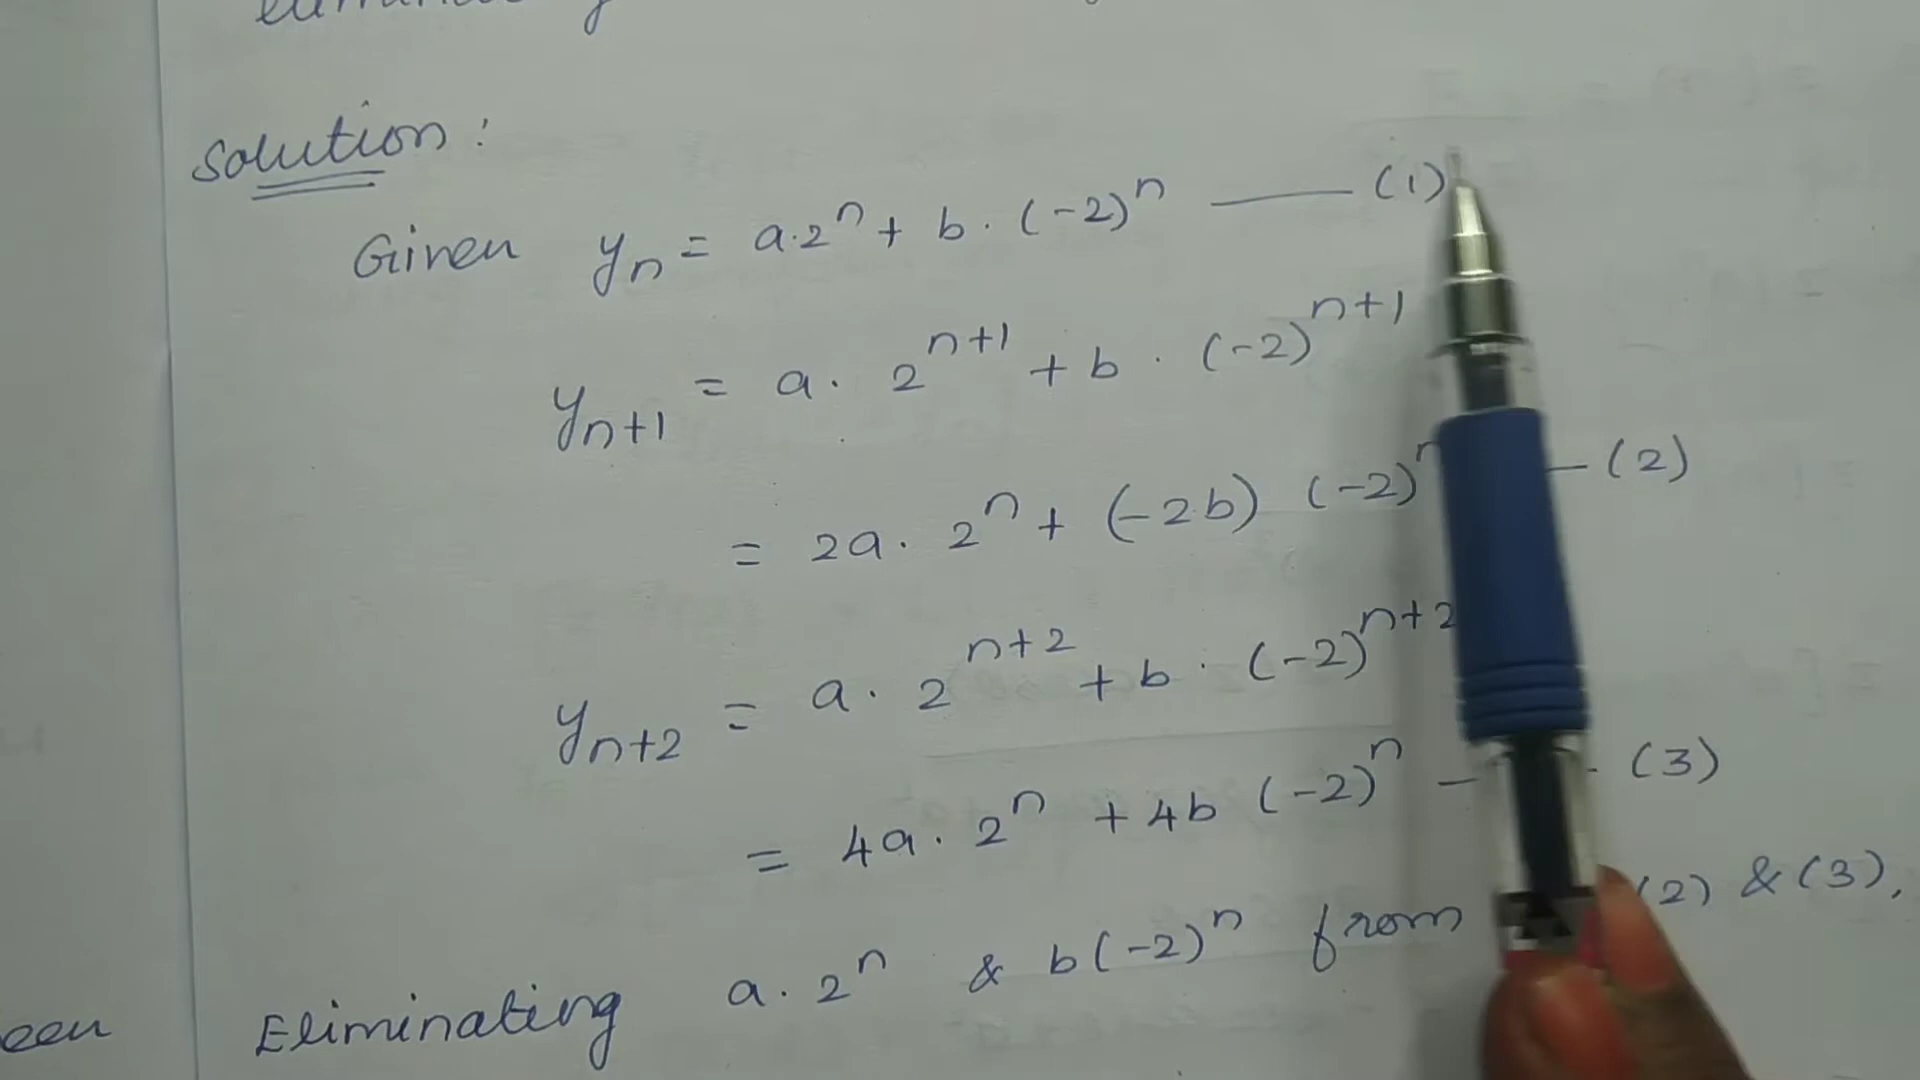 Solution:
Given yₙ = a.2ⁿ + b.(-2)ⁿ —— (1)
yₙ₊₁ = a. 2ⁿ⁺¹ + b . (-2)ⁿ⁺¹
= 2a. 2ⁿ + (-2b) (-2)ⁿ — (2)
yₙ₊₂ = a. 2ⁿ⁺² + b . (-2)ⁿ⁺²
= 4a. 2ⁿ + 4b (-2)ⁿ — (3)
een
Eliminating a. 2ⁿ & b(-2)ⁿ from (2) & (3),